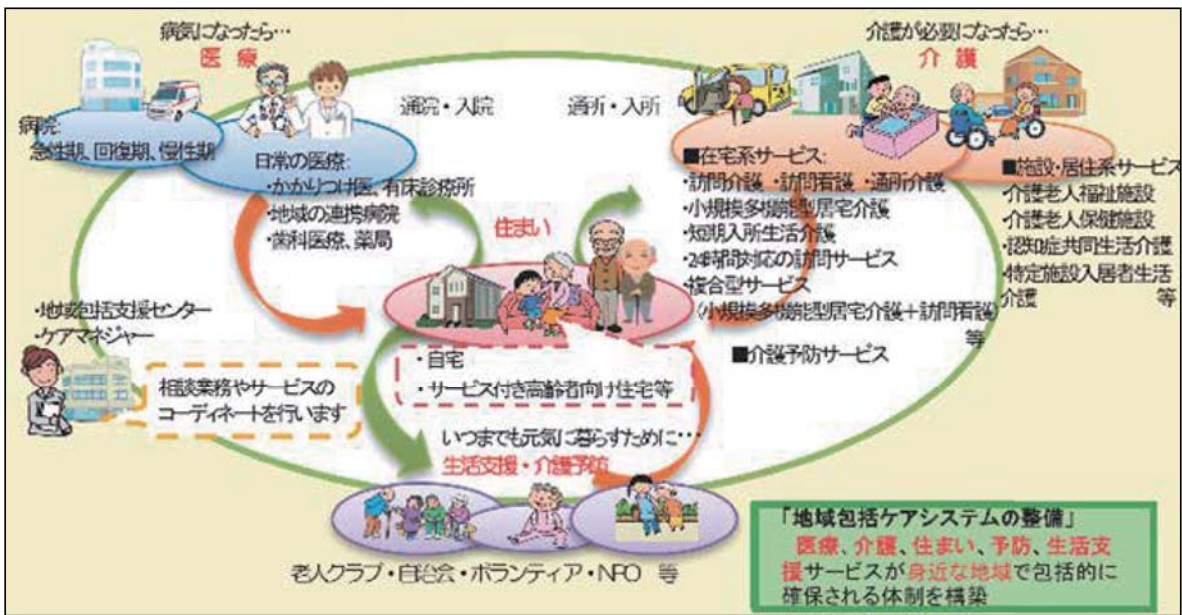 病気になったら…
医療
病院:
急性期、回復期、慢性期
日常の医療:
・かかりつけ医、有床診療所
・地域の連携病院
・歯科医療、薬局
通院・入院
通所・入所
介護が必要になったら…
介護
■在宅系サービス:
・訪問介護 ・訪問看護 ・通所介護
・小規模多機能型居宅介護
・短期入所生活介護
・24時間対応の訪問サービス
・複合型サービス
(小規模多機能型居宅介護＋訪問看護)
等
■介護予防サービス
■施設・居住系サービス
・介護老人福祉施設
・介護老人保健施設
・認知症共同生活介護
・特定施設入居者生活
介護 等
住まい
・自宅
・サービス付き高齢者向け住宅等
・地域包括支援センター
・ケアマネジャー
相談業務やサービスの
コーディネートを行います
いつまでも元気に暮らすために…
生活支援・介護予防
老人クラブ・自治会・ボランティア・NPO 等
「地域包括ケアシステムの整備」
医療、介護、住まい、予防、生活支
援サービスが身近な地域で包括的に
確保される体制を構築